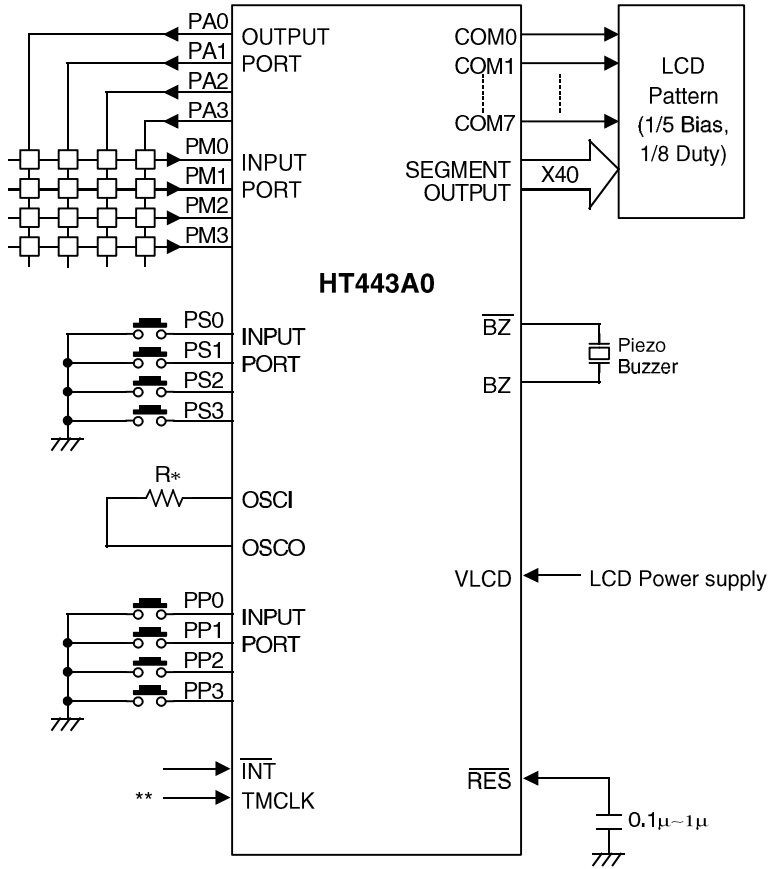 PA0
OUTPUT
COM0
PA1
PORT
COM1
PA2
PA3
COM7
LCD
Pattern
(1/5 Bias,
1/8 Duty)
PM0
INPUT
PM1
PORT
PM2
PM3
SEGMENT
OUTPUT
X40
HT443A0
PS0
INPUT
PS1
PORT
PS2
PS3
BZ
BZ
Piezo
Buzzer
R*
OSCI
OSCO
VLCD
LCD Power supply
PP0
INPUT
PP1
PORT
PP2
PP3
INT
** TMCLK
RES
0.1μ~1μ